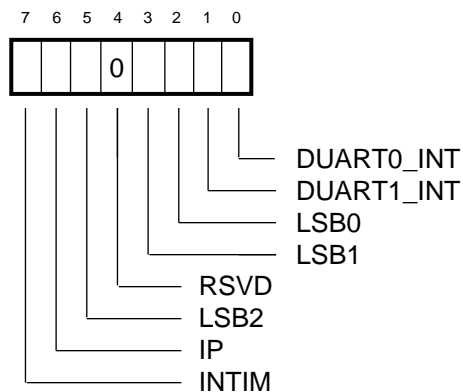 7 6 5 4 3 2 1 0
0
DUART0_INT
DUART1_INT
LSB0
LSB1
RSVD
LSB2
IP
INTIM